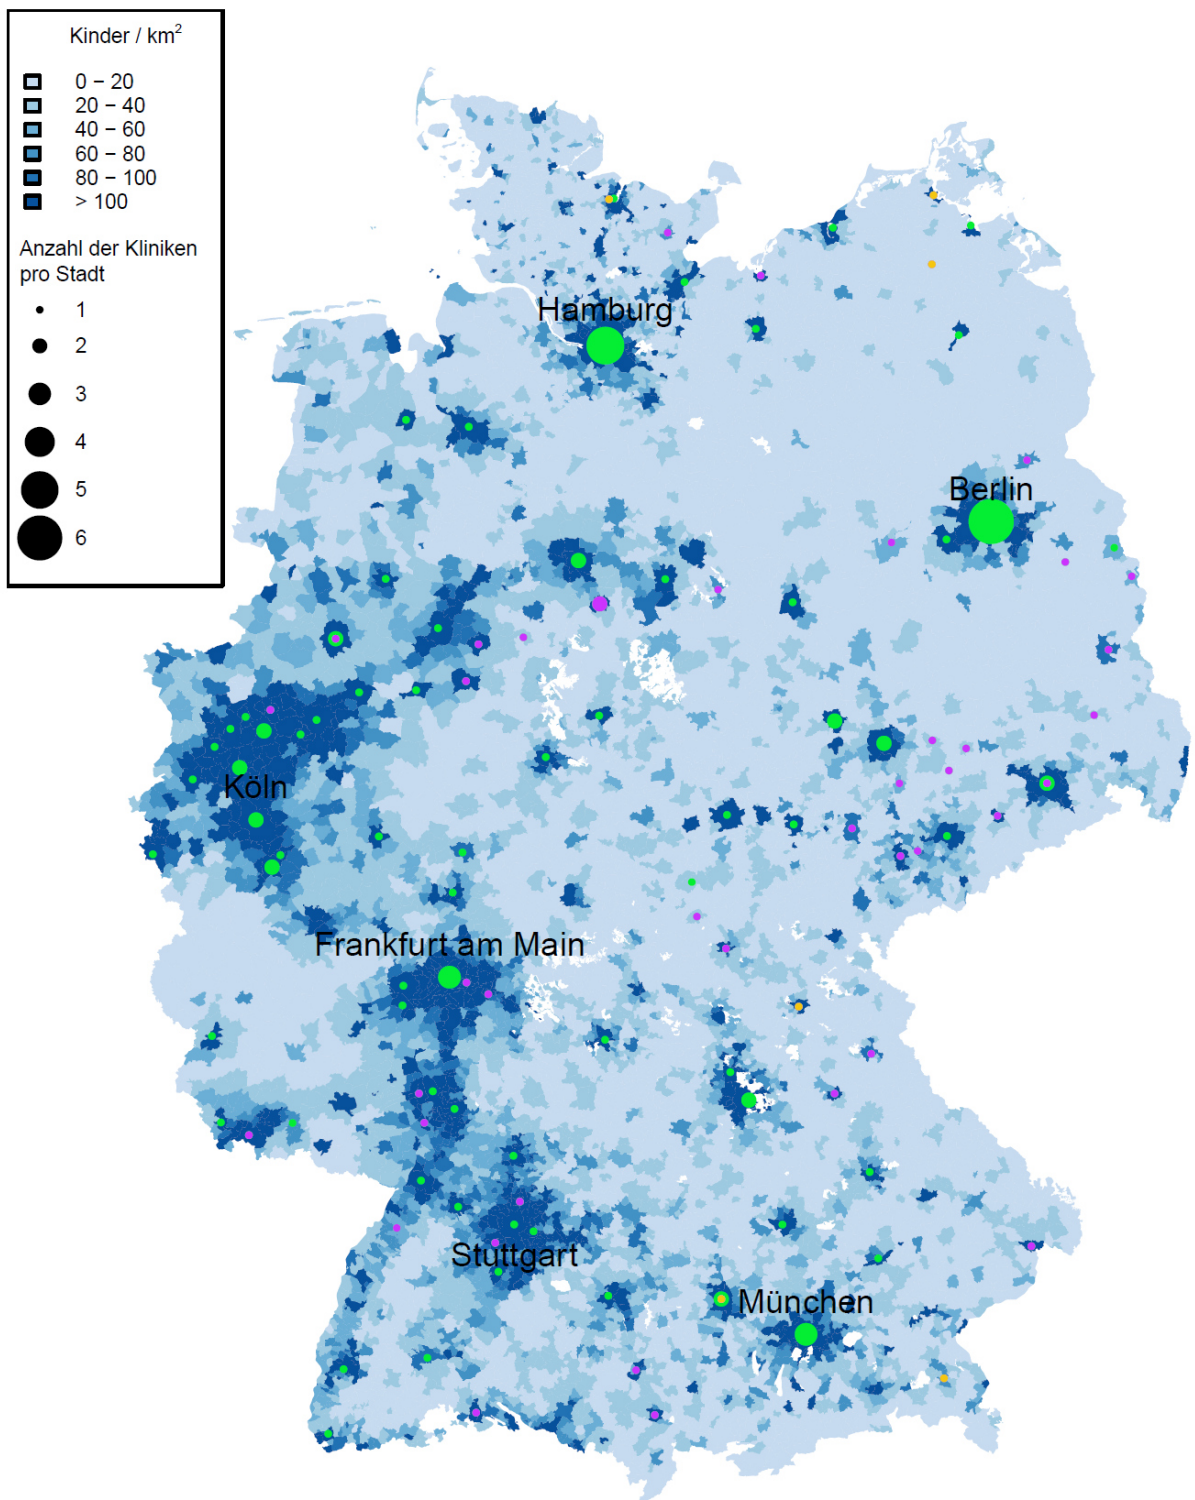 Kinder / km²
0 − 20
20 − 40
40 − 60
60 − 80
80 − 100
> 100
Anzahl der Kliniken
pro Stadt
1
2
3
4
5
6
Hamburg
Berlin
Köln
Frankfurt am Main
Stuttgart
München